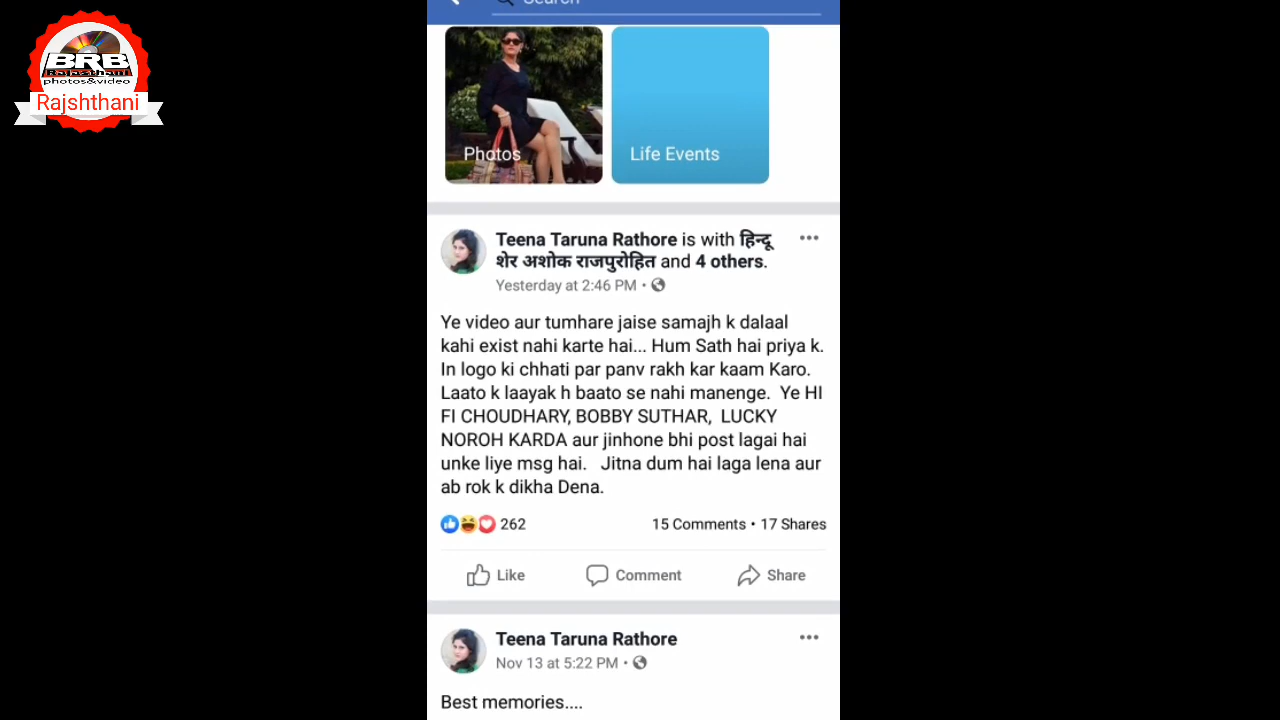 BRB
Rajasthani
photos&video
Rajshthani
Search
Photos
Life Events
Teena Taruna Rathore is with हिन्दू
शेर अशोक राजपुरोहित and 4 others.
Yesterday at 2:46 PM •
Ye video aur tumhare jaise samajh k dalaal
kahi exist nahi karte hai... Hum Sath hai priya k.
In logo ki chhati par panv rakh kar kaam Karo.
Laato k laayak h baato se nahi manenge. Ye HI
FI CHOUDHARY, BOBBY SUTHAR, LUCKY
NOROH KARDA aur jinhone bhi post lagai hai
unke liye msg hai. Jitna dum hai laga lena aur
ab rok k dikha Dena.
262
15 Comments • 17 Shares
Like
Comment
Share
Teena Taruna Rathore
Nov 13 at 5:22 PM •
Best memories....